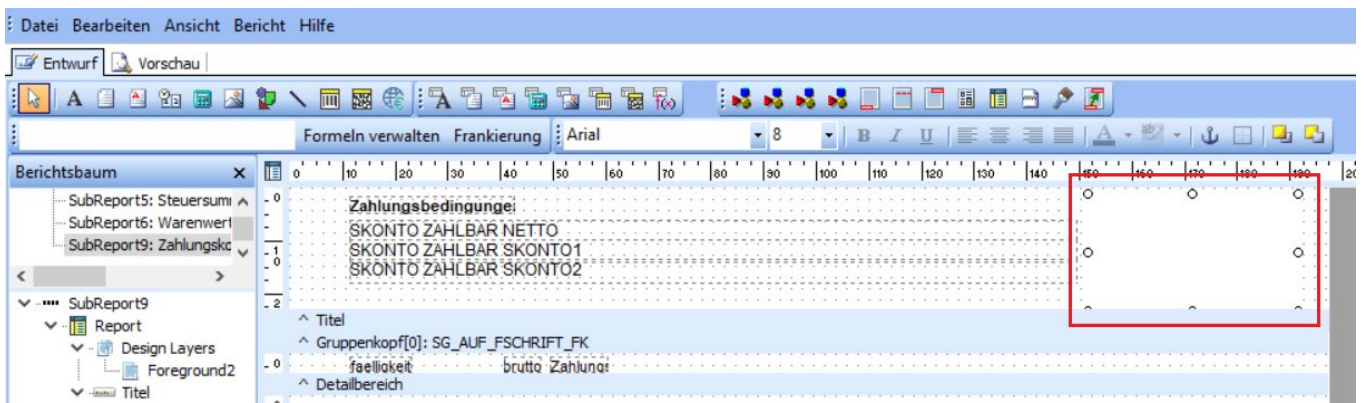 Datei Bearbeiten Ansicht Bericht Hilfe
Entwurf Vorschau
Formeln verwalten Frankierung Arial 8 B I U A
Berichtsbaum
SubReport5: Steuersum
SubReport6: Warenwert
SubReport9: Zahlungsko
SubReport9
Report
Design Layers
Foreground2
Titel
0 10 20 30 40 50 60 70 80 90 100 110 120 130 140 150 160 170 180 190 20
Zahlungsbedingunge
SKONTO ZAHLBAR NETTO
SKONTO ZAHLBAR SKONTO1
SKONTO ZAHLBAR SKONTO2
^ Titel
^ Gruppenkopf[0]: SG_AUF_FSCHRIFT_FK
faelligkeit brutto Zahlung
^ Detailbereich